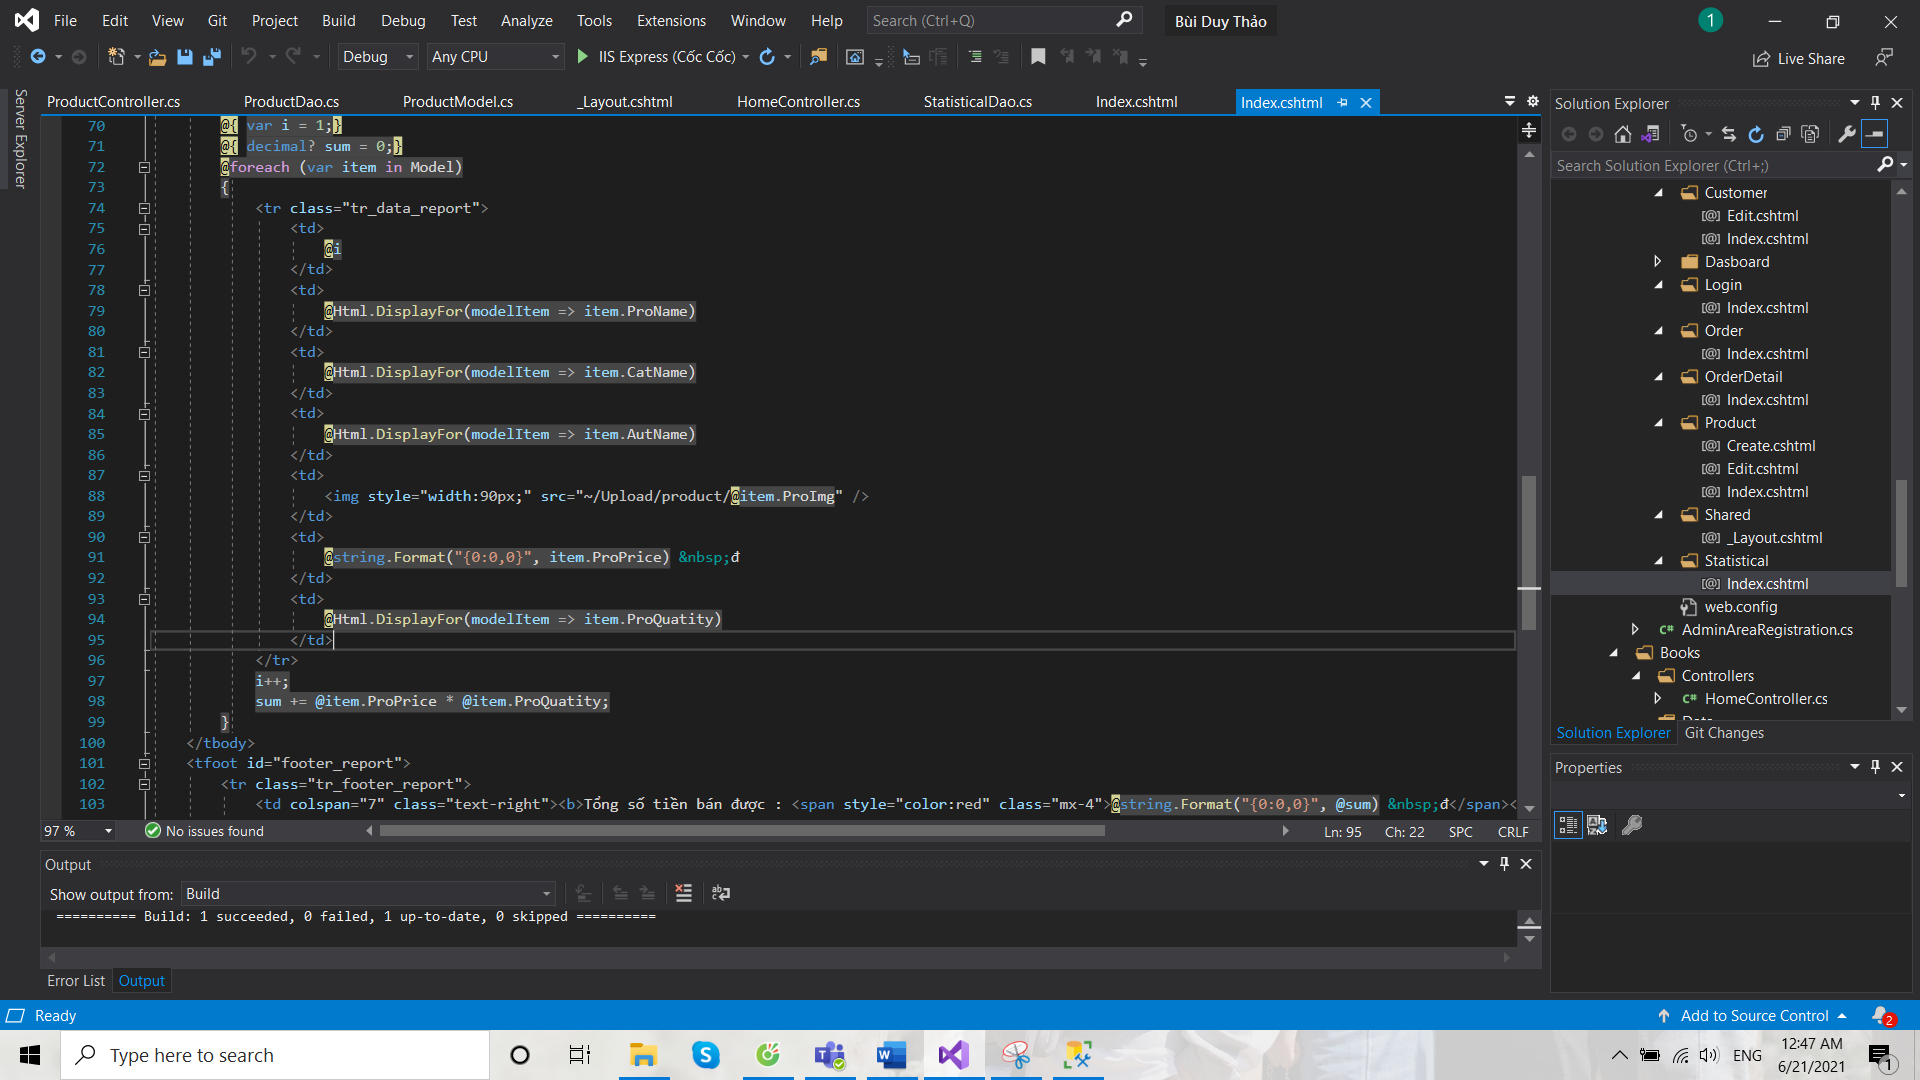 File Edit View Git Project Build Debug Test Analyze Tools Extensions Window Help Search (Ctrl+Q) Bùi Duy Thảo 1
Debug Any CPU IIS Express (Cốc Cốc) Live Share
Server Explorer
ProductController.cs ProductDao.cs ProductModel.cs _Layout.cshtml HomeController.cs StatisticalDao.cs Index.cshtml Index.cshtml
70 @{ var i = 1;}
71 @{ decimal? sum = 0;}
72 @foreach (var item in Model)
73 {
74 <tr class="tr_data_report">
75 <td>
76 @i
77 </td>
78 <td>
79 @Html.DisplayFor(modelItem => item.ProName)
80 </td>
81 <td>
82 @Html.DisplayFor(modelItem => item.CatName)
83 </td>
84 <td>
85 @Html.DisplayFor(modelItem => item.AutName)
86 </td>
87 <td>
88 <img style="width:90px;" src="~/Upload/product/@item.ProImg" />
89 </td>
90 <td>
91 @string.Format("{0:0,0}", item.ProPrice) &nbsp;đ
92 </td>
93 <td>
94 @Html.DisplayFor(modelItem => item.ProQuatity)
95 </td>
96 </tr>
97 i++;
98 sum += @item.ProPrice * @item.ProQuatity;
99 }
100 </tbody>
101 <tfoot id="footer_report">
102 <tr class="tr_footer_report">
103 <td colspan="7" class="text-right"><b>Tổng số tiền bán được : <span style="color:red" class="mx-4">@string.Format("{0:0,0}", @sum) &nbsp;đ</span><
97 % No issues found Ln: 95 Ch: 22 SPC CRLF
Output
Show output from: Build
========== Build: 1 succeeded, 0 failed, 1 up-to-date, 0 skipped ==========
Error List Output
Solution Explorer
Search Solution Explorer (Ctrl+;)
Customer
[@] Edit.cshtml
[@] Index.cshtml
Dasboard
Login
[@] Index.cshtml
Order
[@] Index.cshtml
OrderDetail
[@] Index.cshtml
Product
[@] Create.cshtml
[@] Edit.cshtml
[@] Index.cshtml
Shared
[@] _Layout.cshtml
Statistical
[@] Index.cshtml
web.config
C# AdminAreaRegistration.cs
Books
Controllers
C# HomeController.cs
Solution Explorer Git Changes
Properties
Ready Add to Source Control 2
Type here to search ENG 12:47 AM
6/21/2021 1